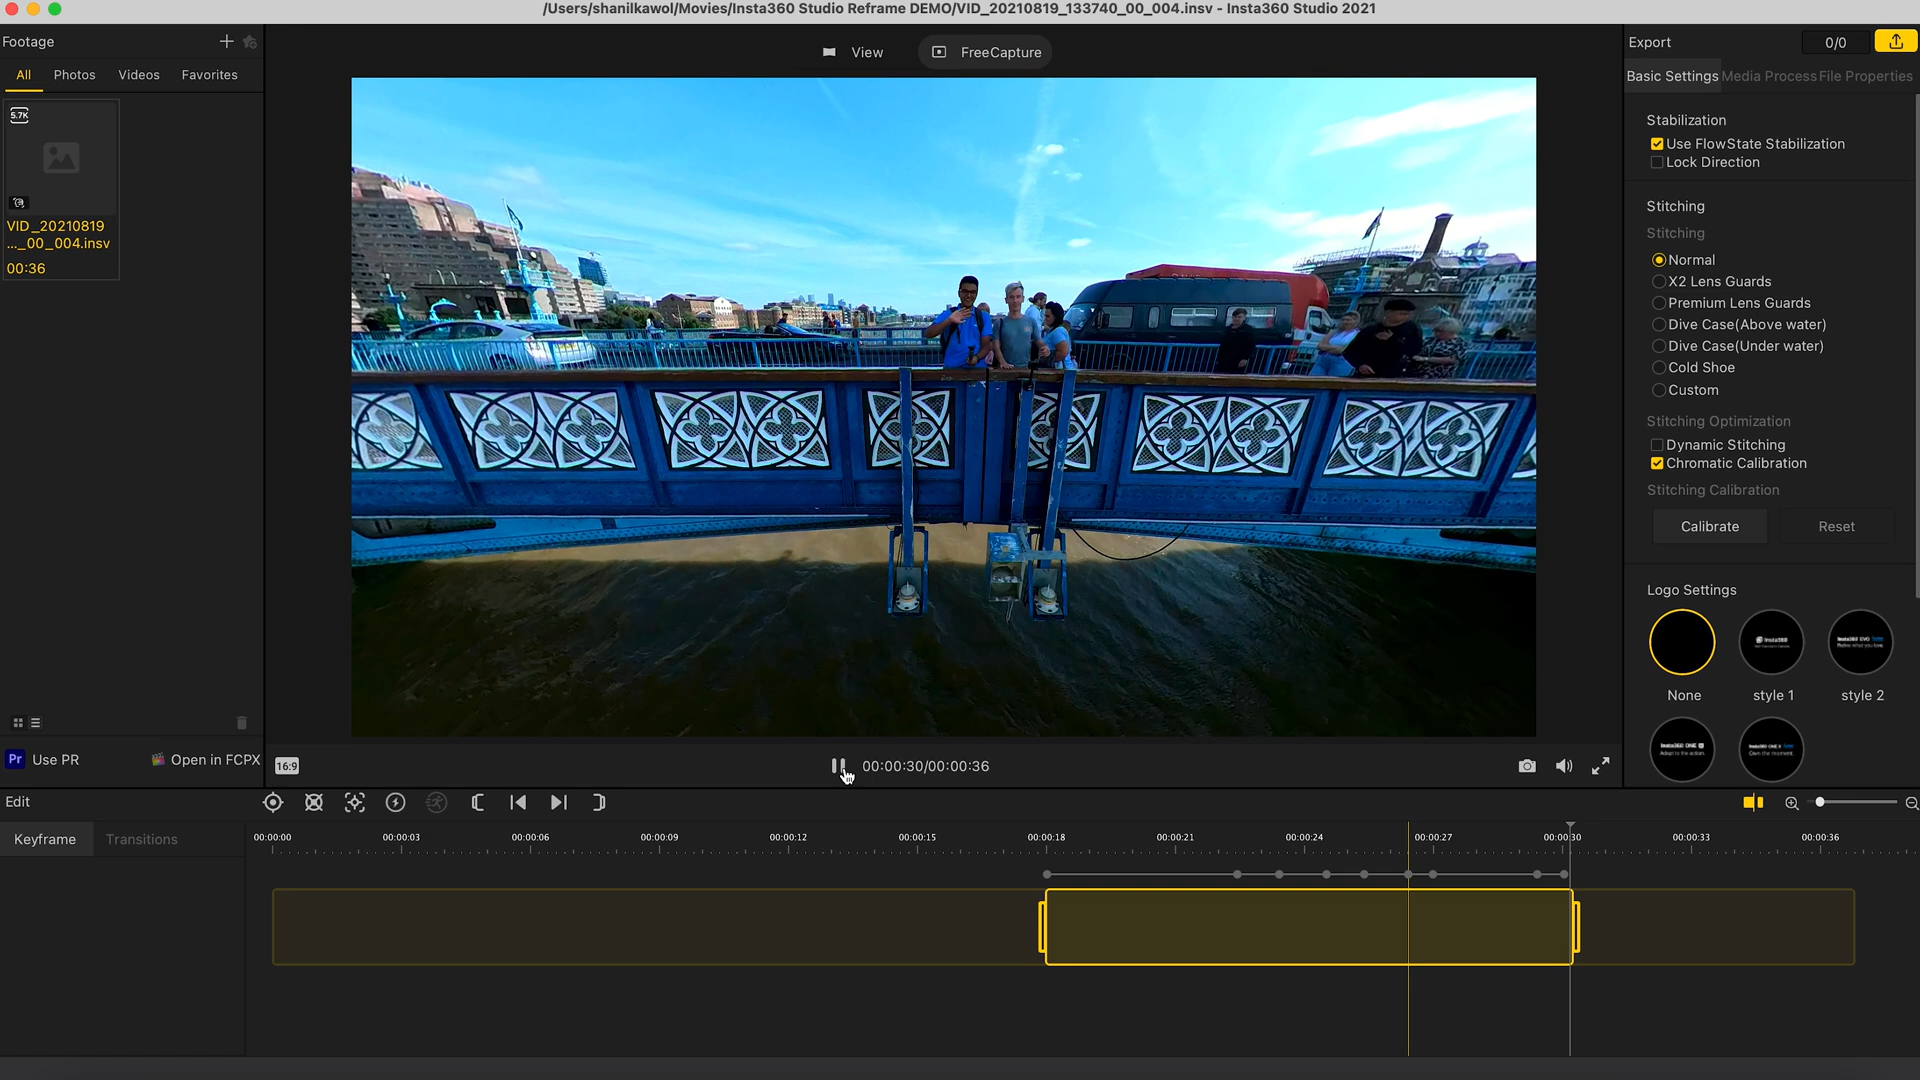 /Users/shanilkawol/Movies/Insta360 Studio Reframe DEMO/VID_20210819_133740_00_004.insv - Insta360 Studio 2021
Footage
All Photos Videos Favorites
5.7K
VID_20210819
..._00_004.insv
00:36
Use PR
Pr
Open in FCPX
View
FreeCapture
16:9
00:00:30/00:00:36
Export
0/0
Basic Settings Media Process File Properties
Stabilization
Use FlowState Stabilization
Lock Direction
Stitching
Stitching
Normal
X2 Lens Guards
Premium Lens Guards
Dive Case(Above water)
Dive Case(Under water)
Cold Shoe
Custom
Stitching Optimization
Dynamic Stitching
Chromatic Calibration
Stitching Calibration
Calibrate Reset
Logo Settings
Insta360
None style 1 style 2
Edit
Keyframe Transitions
00:00:00 00:00:03 00:00:06 00:00:09 00:00:12 00:00:15 00:00:18 00:00:21 00:00:24 00:00:27 00:00:30 00:00:33 00:00:36